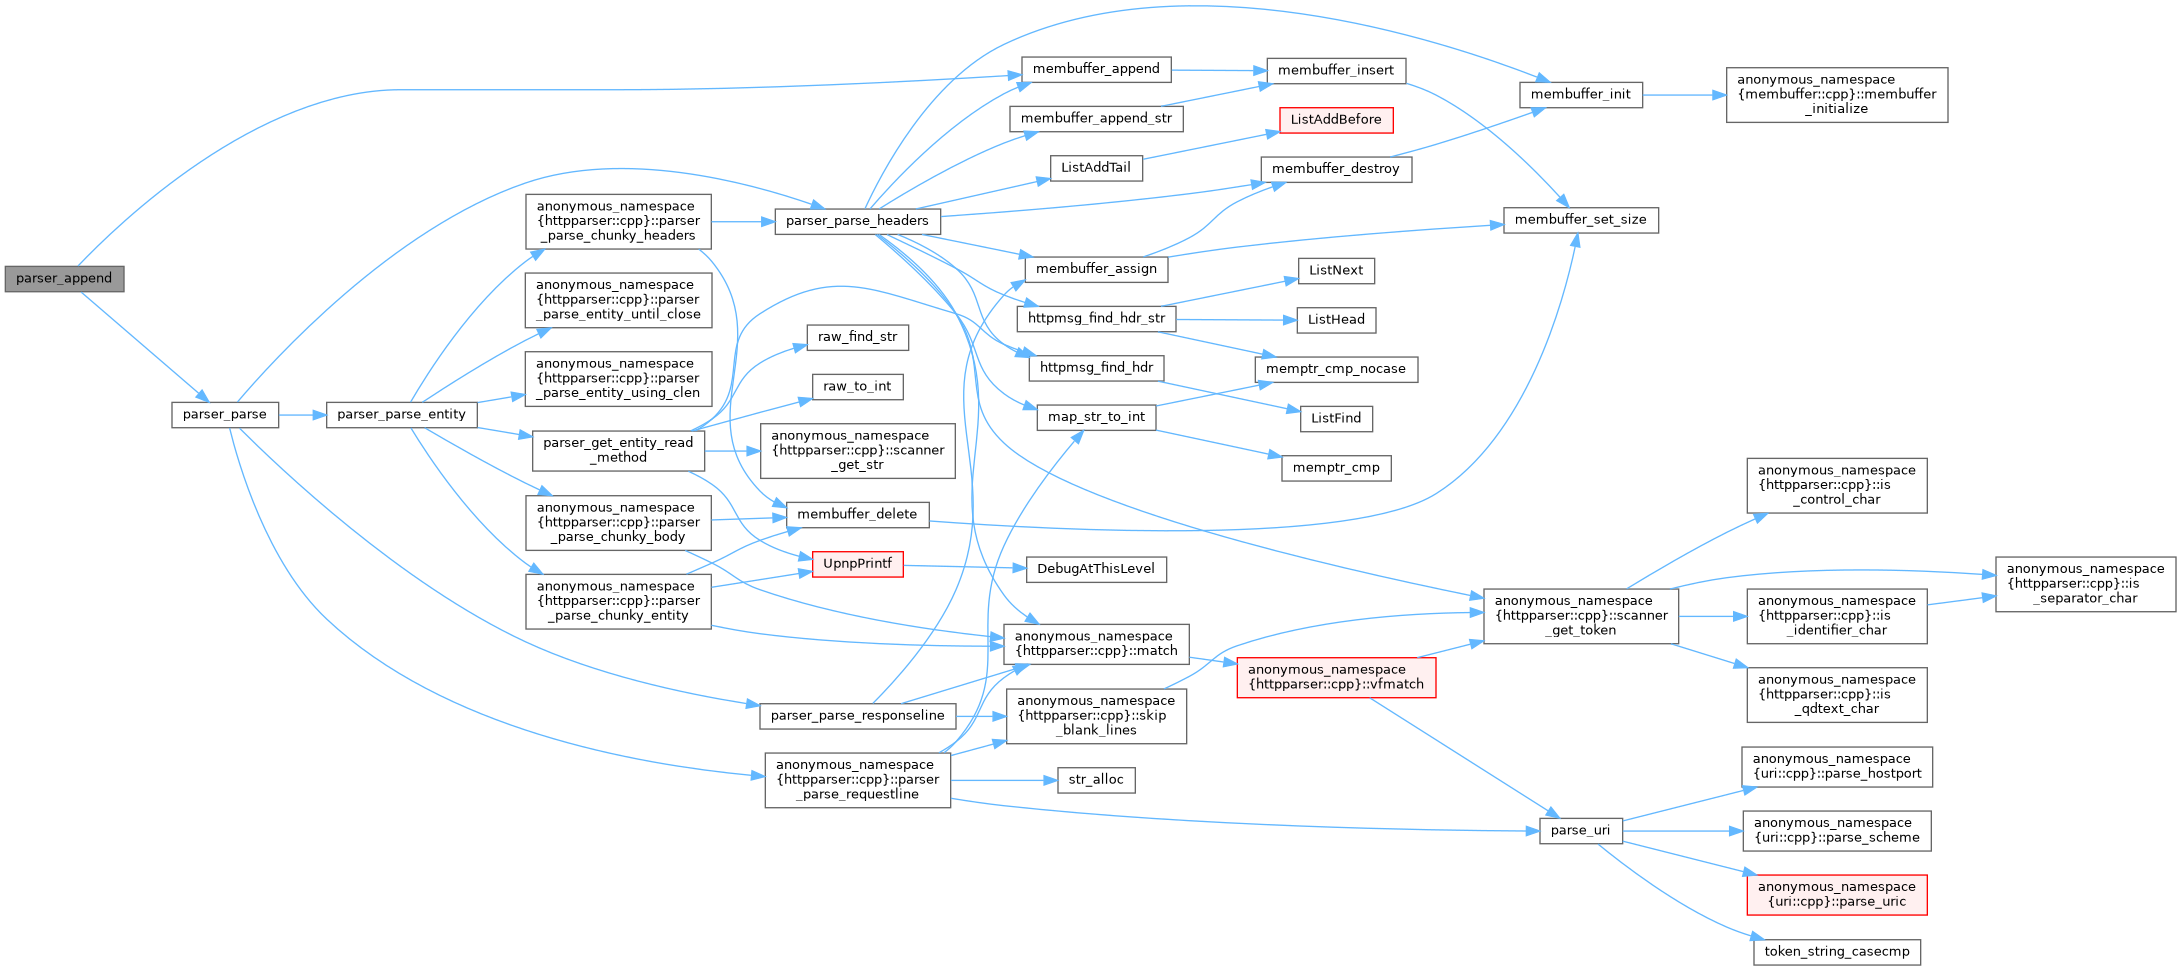 parser_append
parser_parse
parser_parse_entity
anonymous_namespace
{httpparser::cpp}::parser
_parse_chunky_headers
anonymous_namespace
{httpparser::cpp}::parser
_parse_entity_until_close
anonymous_namespace
{httpparser::cpp}::parser
_parse_entity_using_clen
parser_get_entity_read
_method
anonymous_namespace
{httpparser::cpp}::parser
_parse_chunky_body
anonymous_namespace
{httpparser::cpp}::parser
_parse_chunky_entity
parser_parse_headers
raw_find_str
raw_to_int
anonymous_namespace
{httpparser::cpp}::scanner
_get_str
membuffer_delete
UpnpPrintf
parser_parse_responseline
anonymous_namespace
{httpparser::cpp}::parser
_parse_requestline
membuffer_append
membuffer_append_str
ListAddTail
membuffer_assign
httpmsg_find_hdr_str
httpmsg_find_hdr
map_str_to_int
DebugAtThisLevel
anonymous_namespace
{httpparser::cpp}::match
anonymous_namespace
{httpparser::cpp}::skip
_blank_lines
str_alloc
membuffer_insert
ListAddBefore
membuffer_destroy
ListNext
ListHead
memptr_cmp_nocase
ListFind
memptr_cmp
anonymous_namespace
{httpparser::cpp}::vfmatch
membuffer_init
membuffer_set_size
anonymous_namespace
{httpparser::cpp}::scanner
_get_token
parse_uri
anonymous_namespace
{membuffer::cpp}::membuffer
_initialize
anonymous_namespace
{httpparser::cpp}::is
_control_char
anonymous_namespace
{httpparser::cpp}::is
_identifier_char
anonymous_namespace
{httpparser::cpp}::is
_qdtext_char
anonymous_namespace
{uri::cpp}::parse_hostport
anonymous_namespace
{uri::cpp}::parse_scheme
anonymous_namespace
{uri::cpp}::parse_uric
token_string_casecmp
anonymous_namespace
{httpparser::cpp}::is
_separator_char